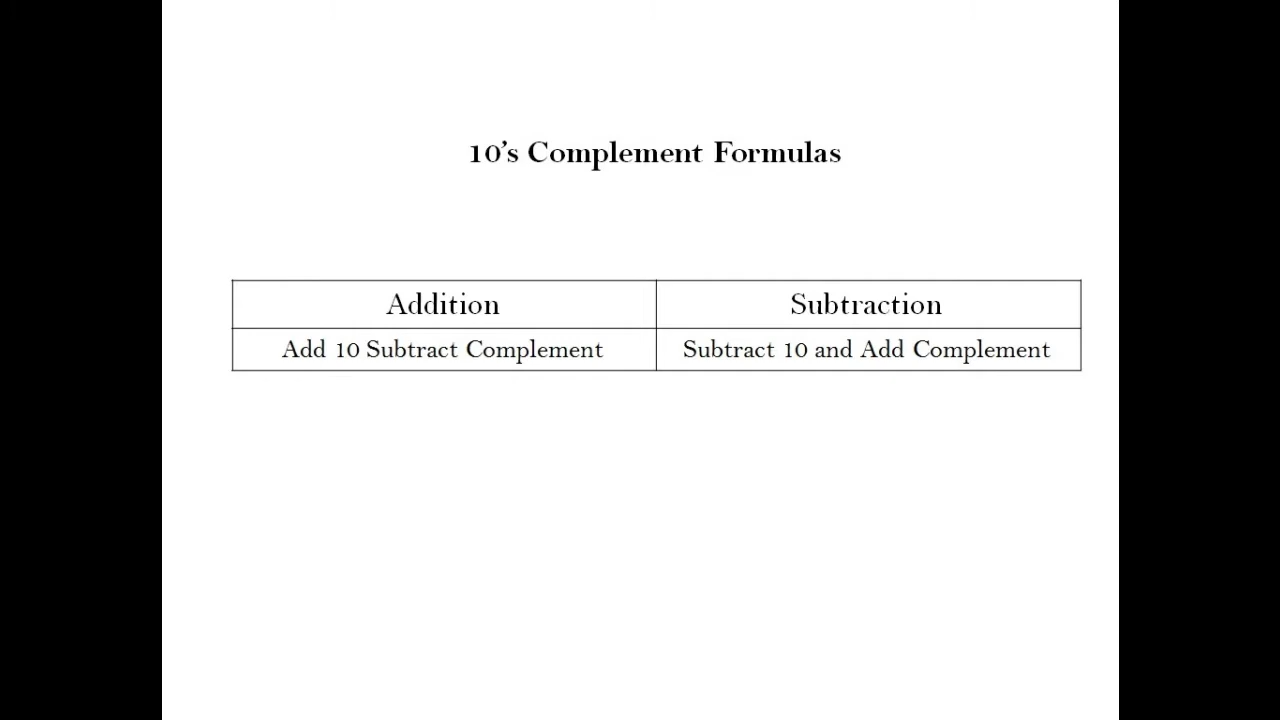 10’s Complement Formulas
Addition
Subtraction
Add 10 Subtract Complement
Subtract 10 and Add Complement